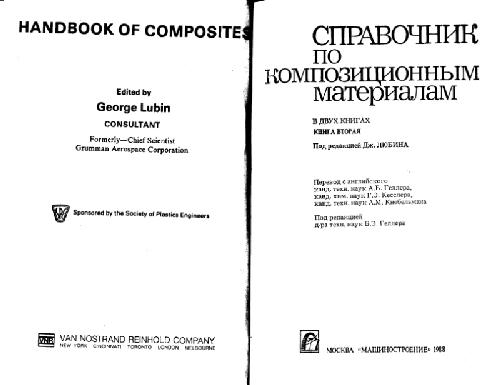 HANDBOOK OF COMPOSITES
Edited by
George Lubin
CONSULTANT
Formerly—Chief Scientist
Grumman Aerospace Corporation
Sponsored by the Society of Plastics Engineers
VNR
VAN NOSTRAND REINHOLD COMPANY
NEW YORK CINCINNATI TORONTO LONDON MELBOURNE
СПРАВОЧНИК
ПО
КОМПОЗИЦИОННЫМ
материалам
В ДВУХ КНИГАХ
КНИГА ВТОРАЯ
Под редакцией Дж. ЛЮБИНА
Перевод с английского
канд. техн. наук А.Б. Геллера,
канд. хим. наук
канд. техн. наук А.М. Кнебельмана
Под редакцией
д-ра техн. наук Б.Э. Геллера
МОСКВА «МАШИНОСТРОЕНИЕ» 1988